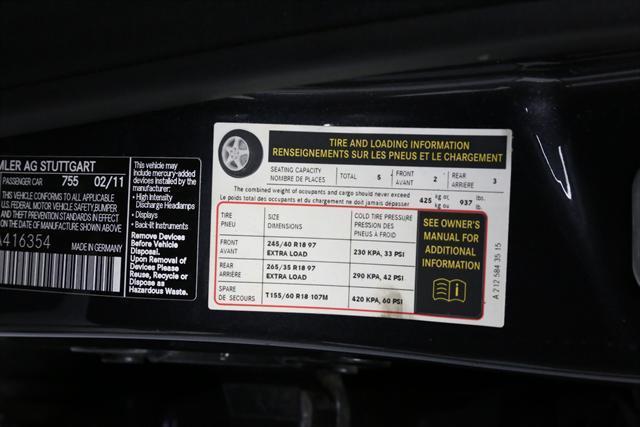 MLER AG STUTTGART
PASSENGER CAR 755 02/11
VEHICLE CONFORMS TO ALL APPLICABLE
U.S. FEDERAL MOTOR VEHICLE SAFETY, BUMPER
AND THEFT PREVENTION STANDARDS IN EFFECT
ON THE DATE OF MANUFACTURE SHOWN ABOVE
A416354
MADE IN GERMANY
This vehicle may
include mercury-added
devices installed by the
manufacturer:
• High Intensity
Discharge Headlamps
• Displays
• Back-lit Instruments
Remove Devices
Before Vehicle
Disposal.
Upon Removal of
Devices Please
Reuse, Recycle or
Dispose as
Hazardous Waste.
TIRE AND LOADING INFORMATION
RENSEIGNEMENTS SUR LES PNEUS ET LE CHARGEMENT
SEATING CAPACITY
NOMBRE DE PLACES
TOTAL 5
FRONT
AVANT 2
REAR
ARRIÈRE 3
The combined weight of occupants and cargo should never exceed
Le poids total des occupants et du chargement ne doit jamais dépasser
425 kg or
kg ou
937 lbs.
lb.
TIRE
PNEU
SIZE
DIMENSIONS
COLD TIRE PRESSURE
PRESSION DES
PNEUS À FROID
FRONT
AVANT
245/40 R18 97
EXTRA LOAD
230 KPA, 33 PSI
REAR
ARRIÈRE
265/35 R18 97
EXTRA LOAD
290 KPA, 42 PSI
SPARE
DE SECOURS
T155/60 R18 107M
420 KPA, 60 PSI
SEE OWNER'S
MANUAL FOR
ADDITIONAL
INFORMATION
A 212 584 35 15